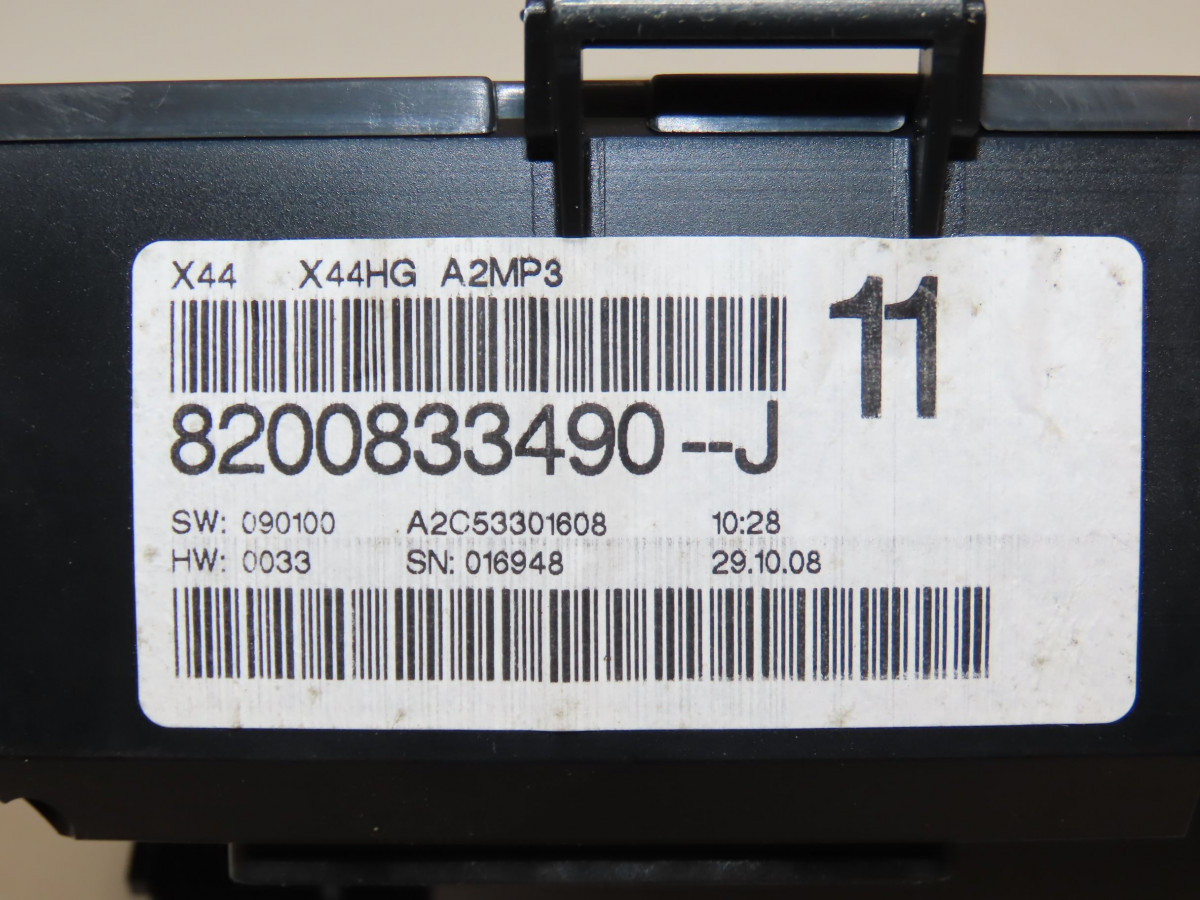 X44 X44HG A2MP3
11
8200833490--J
SW: 090100 A2C53301608 10:28
HW: 0033 SN: 016948 29.10.08